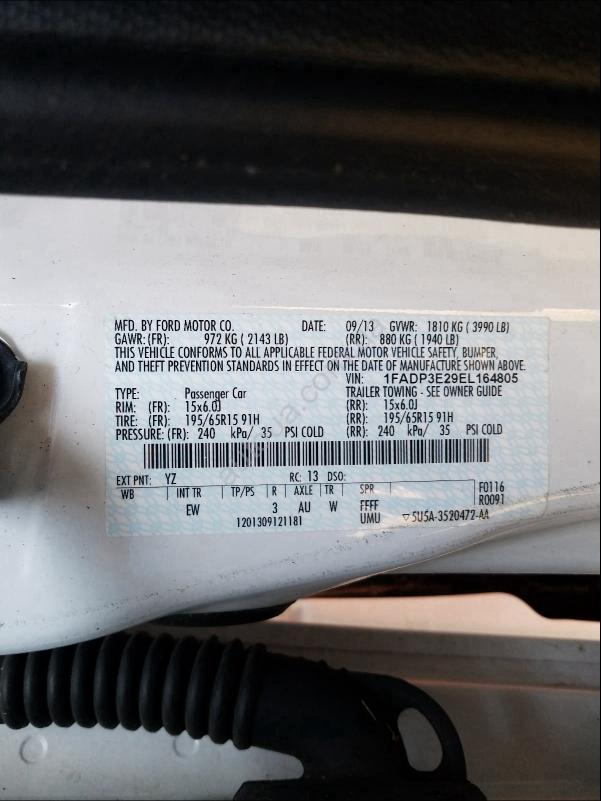 MFD. BY FORD MOTOR CO. DATE: 09/13 GVWR: 1810 KG ( 3990 LB)
GAWR: (FR): 972 KG ( 2143 LB) (RR): 880 KG ( 1940 LB)
THIS VEHICLE CONFORMS TO ALL APPLICABLE FEDERAL MOTOR VEHICLE SAFETY, BUMPER,
AND THEFT PREVENTION STANDARDS IN EFFECT ON THE DATE OF MANUFACTURE SHOWN ABOVE.
VIN: 1FADP3E29EL164805
TYPE: Passenger Car TRAILER TOWING - SEE OWNER GUIDE
RIM: (FR): 15x6.0J (RR): 15x6.0J
TIRE: (FR): 195/65R15 91H (RR): 195/65R15 91H
PRESSURE: (FR): 240 kPa/ 35 PSI COLD (RR): 240 kPa/ 35 PSI COLD
EXT PNT: YZ RC: 13 DSO:
WB INT TR TP/PS R AXLE TR SPR F0116
EW 3 AU W FFFF R0091
1201309121181 UMU ▽5U5A-3520472-AA